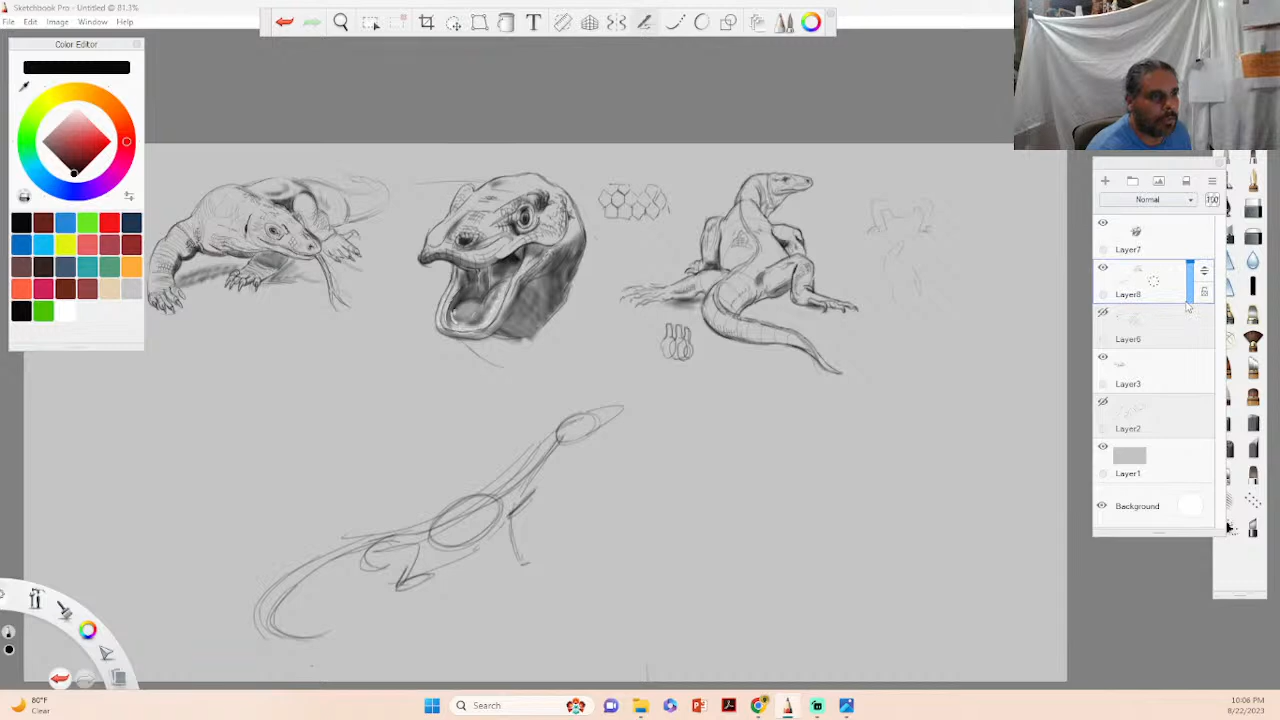 Sketchbook Pro - Untitled @ 81.3%
File Edit Image Window Help
T
Color Editor
Normal
100
Layer7
Layer8
Layer6
Layer3
Layer2
Layer1
Background
80°F
Clear
Search
10:06 PM
8/22/2023